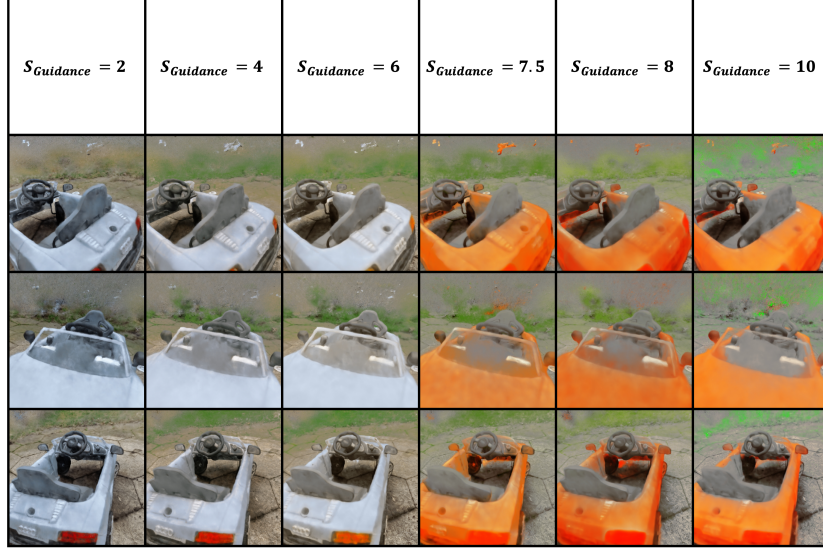 S_Guidance = 2
S_Guidance = 4
S_Guidance = 6
S_Guidance = 7.5
S_Guidance = 8
S_Guidance = 10